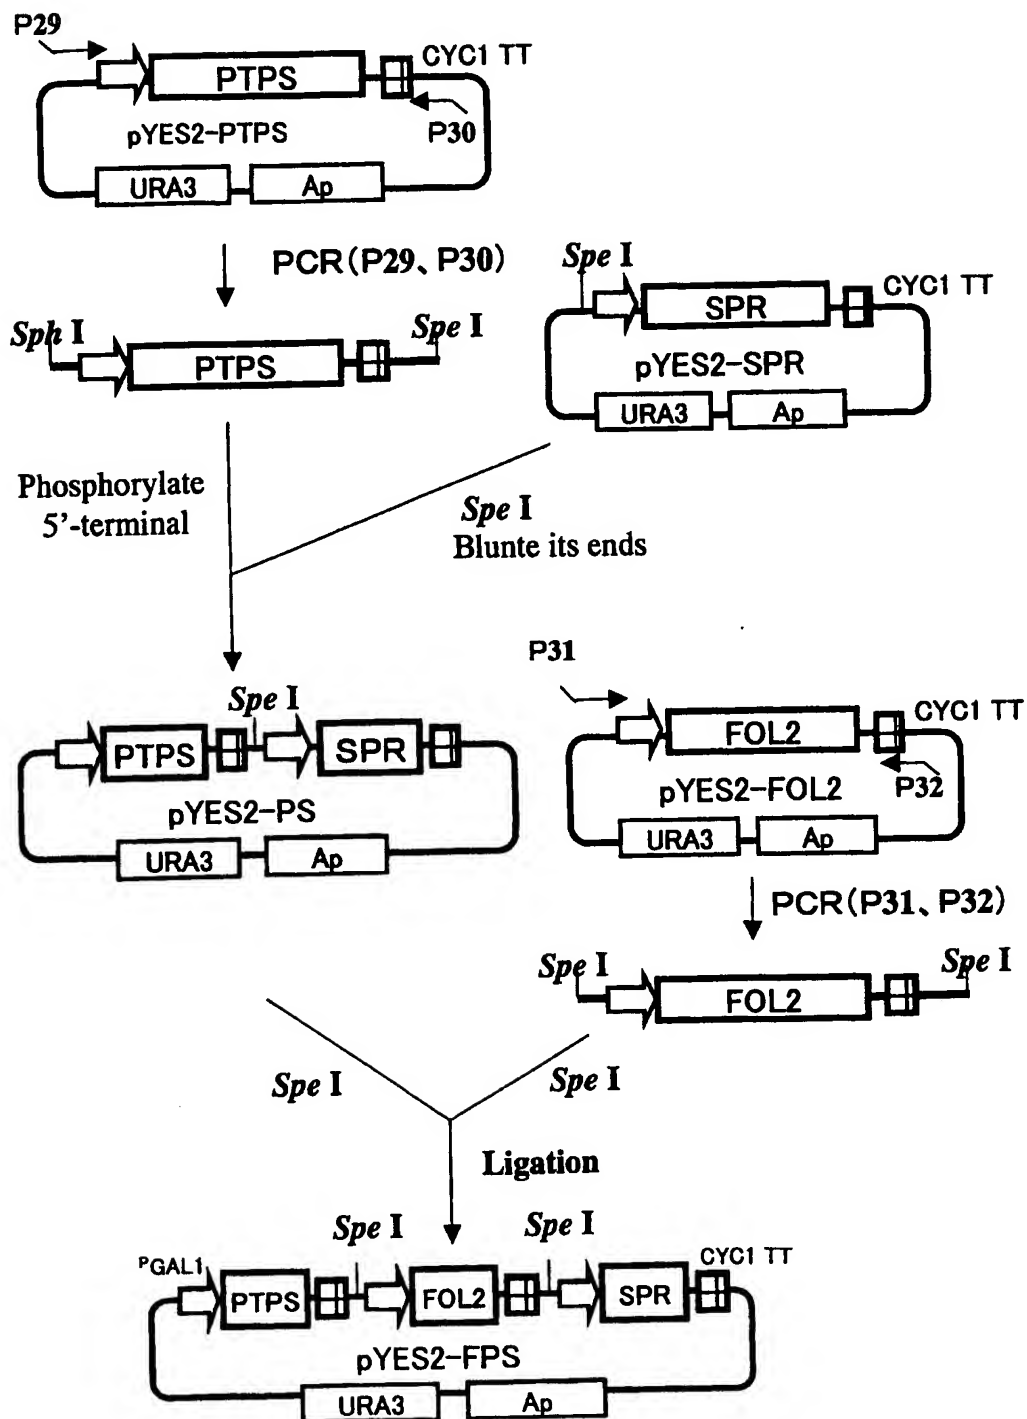 P29
CYC1 TT
PTPS
P30
pYES2-PTPS
URA3
Ap
PCR(P29、P30)
Spe I
CYC1 TT
SPR
pYES2-SPR
URA3
Ap
Sph I
Spe I
PTPS
Phosphorylate
5'-terminal
Spe I
Blunte its ends
P31
Spe I
PTPS
SPR
pYES2-PS
URA3
Ap
CYC1 TT
FOL2
pYES2-FOL2
P32
URA3
Ap
PCR(P31、P32)
Spe I
Spe I
FOL2
Spe I
Spe I
Ligation
Spe I
Spe I
PGAL1
CYC1 TT
PTPS
FOL2
SPR
pYES2-FPS
URA3
Ap